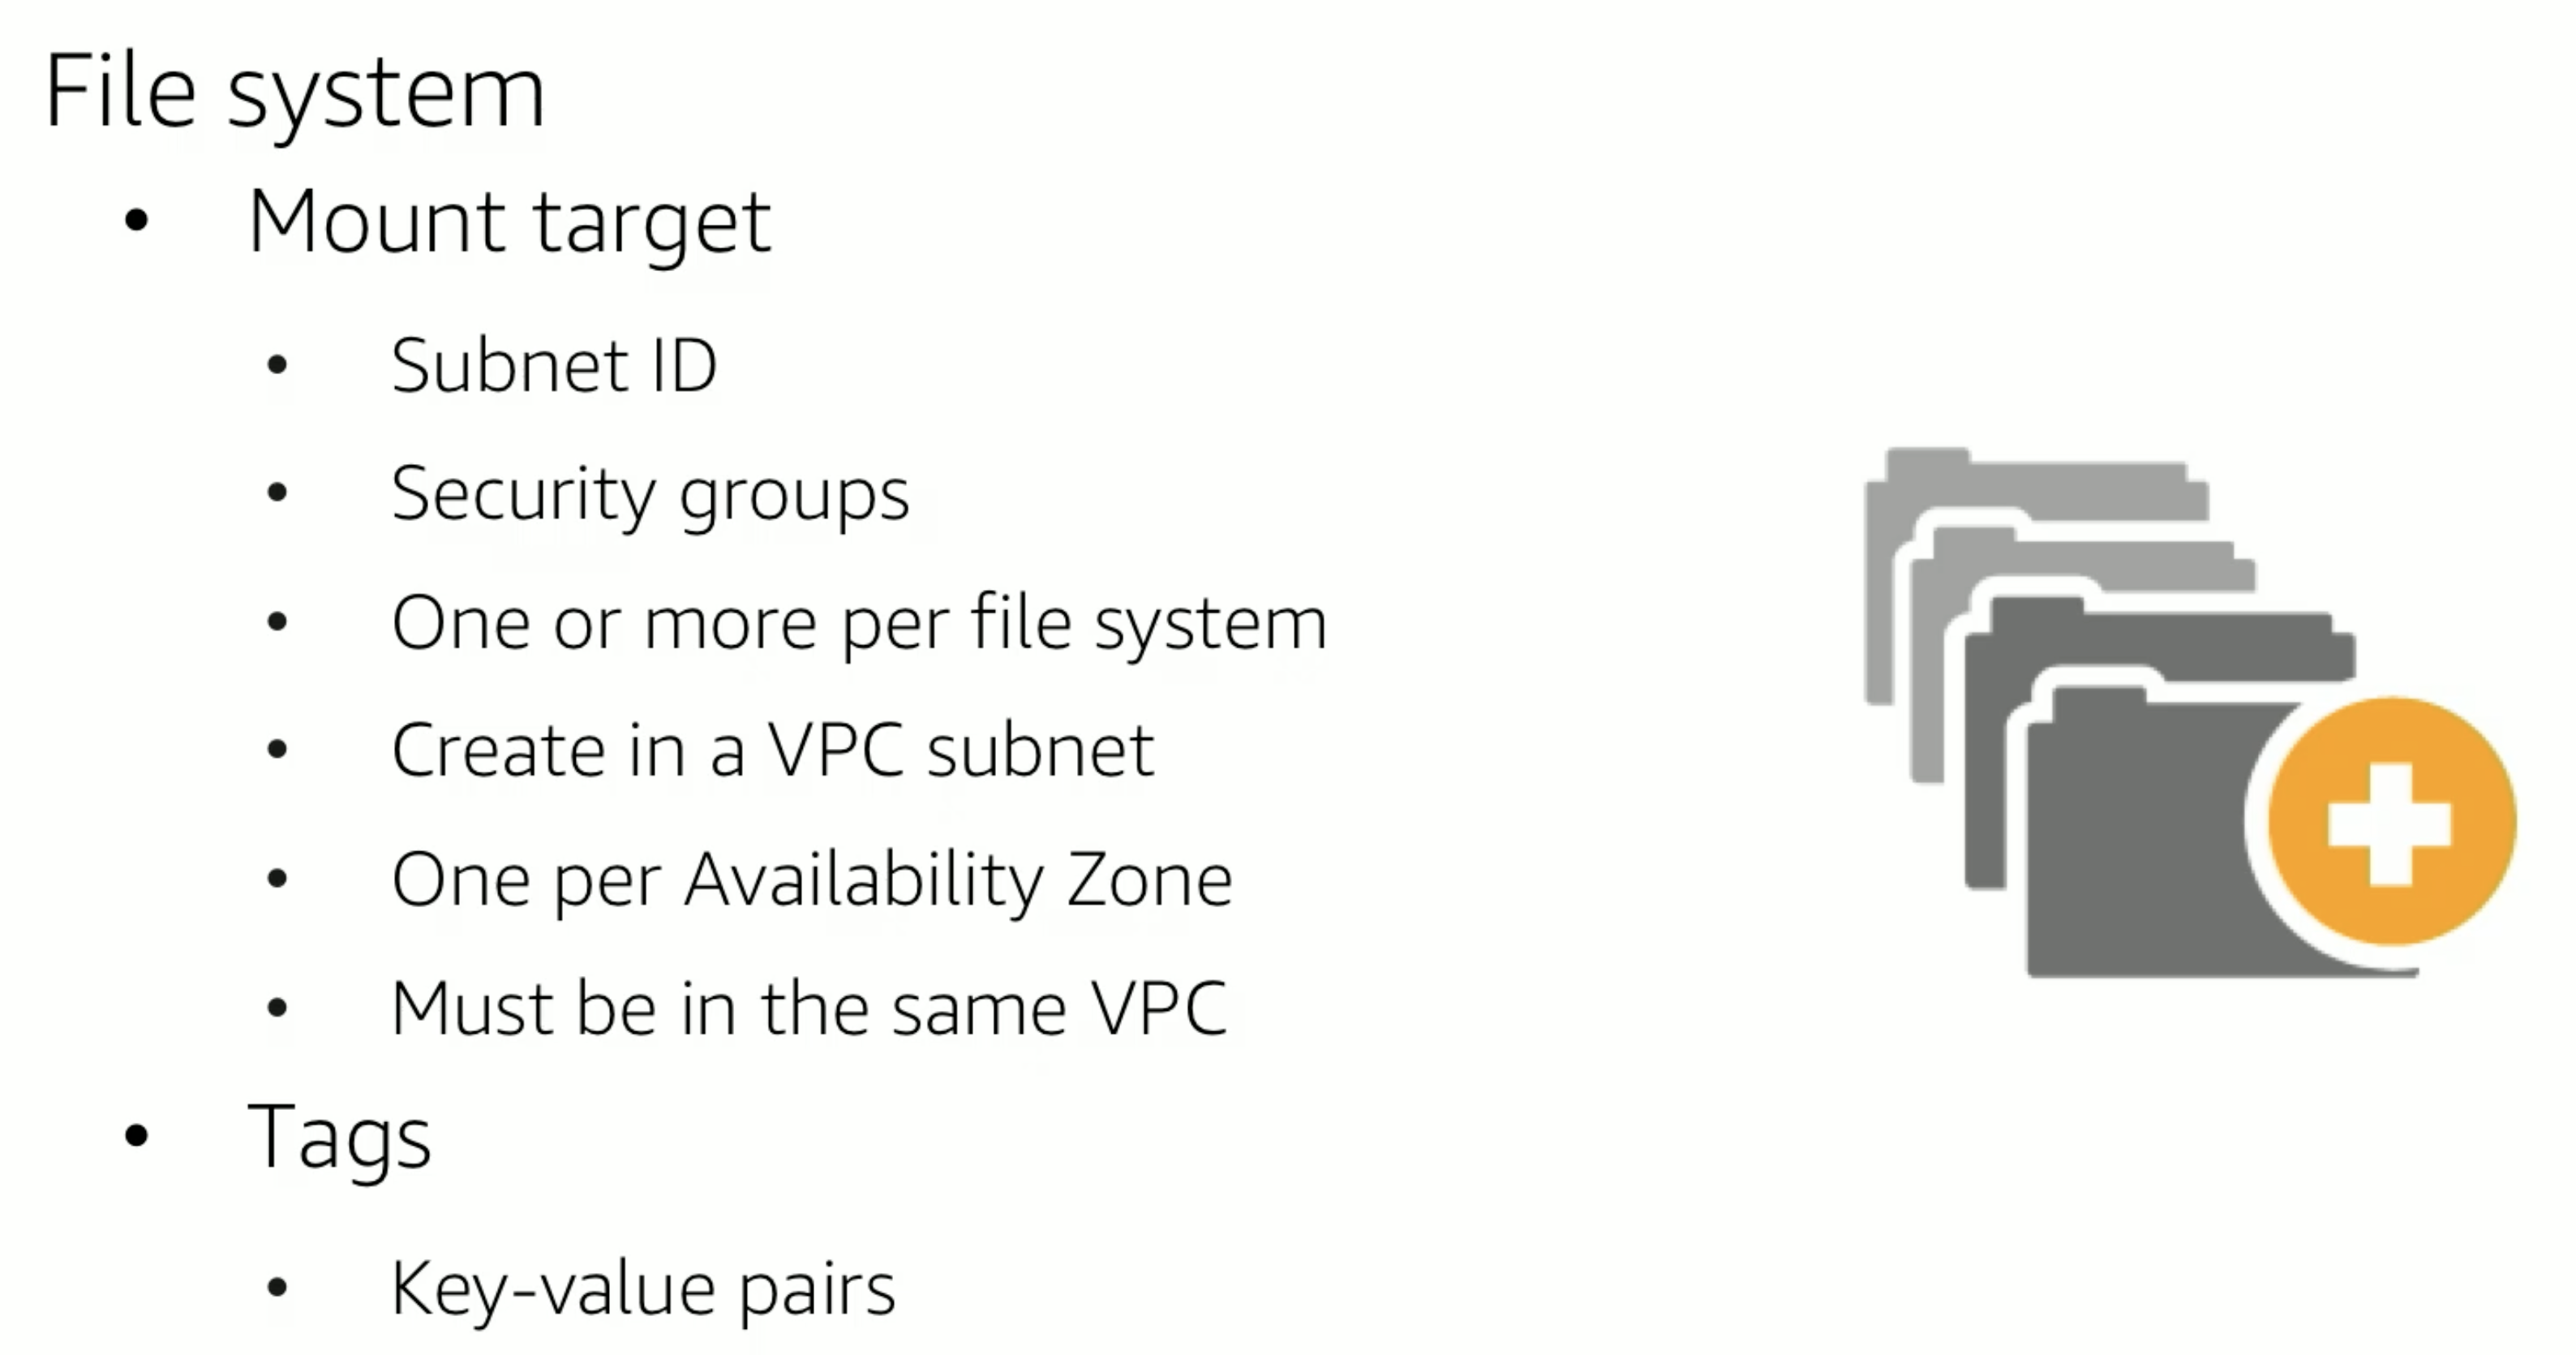 File system
• Mount target
• Subnet ID
• Security groups
• One or more per file system
• Create in a VPC subnet
• One per Availability Zone
• Must be in the same VPC
• Tags
• Key-value pairs